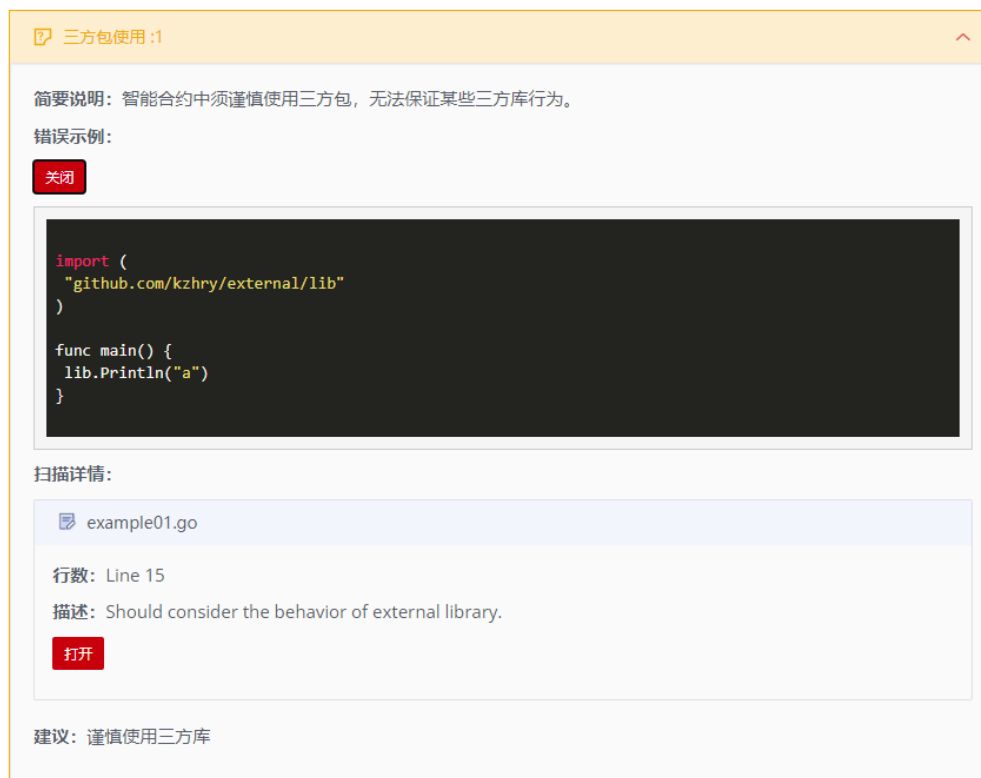 三方包使用 :1
简要说明：智能合约中须谨慎使用三方包，无法保证某些三方库行为。
错误示例：
关闭
import (
 "github.com/kzhry/external/lib"
)
func main() {
 lib.Println("a")
}
扫描详情：
example01.go
行数：Line 15
描述：Should consider the behavior of external library.
打开
建议：谨慎使用三方库